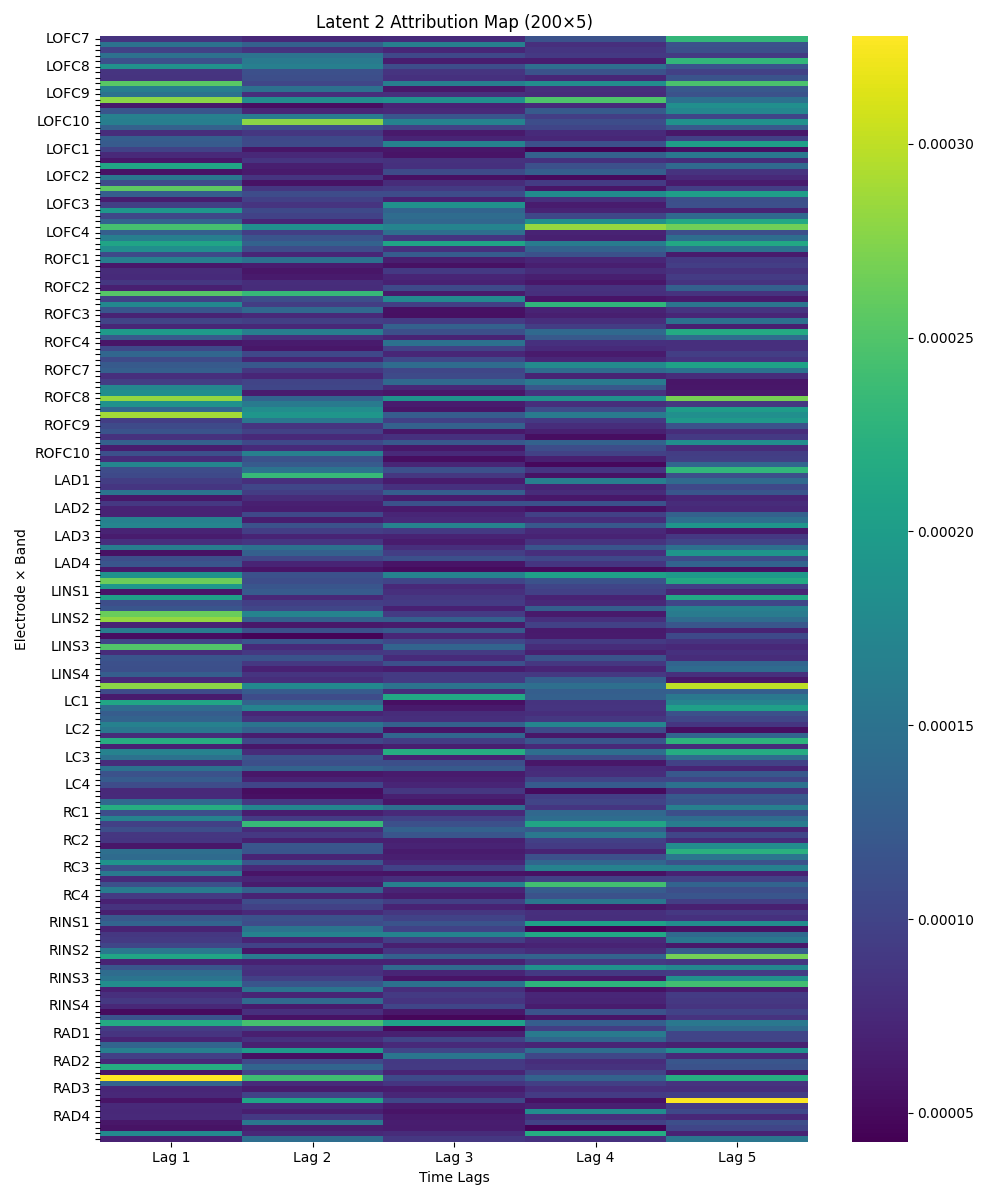 Latent 2 Attribution Map (200×5)
LOFC7
LOFC8
LOFC9
LOFC10
LOFC1
LOFC2
LOFC3
LOFC4
ROFC1
ROFC2
ROFC3
ROFC4
ROFC7
ROFC8
ROFC9
ROFC10
LAD1
LAD2
LAD3
LAD4
LINS1
LINS2
LINS3
LINS4
LC1
LC2
LC3
LC4
RC1
RC2
RC3
RC4
RINS1
RINS2
RINS3
RINS4
RAD1
RAD2
RAD3
RAD4
Electrode × Band
Lag 1
Lag 2
Lag 3
Lag 4
Lag 5
Time Lags
0.00030
0.00025
0.00020
0.00015
0.00010
0.00005